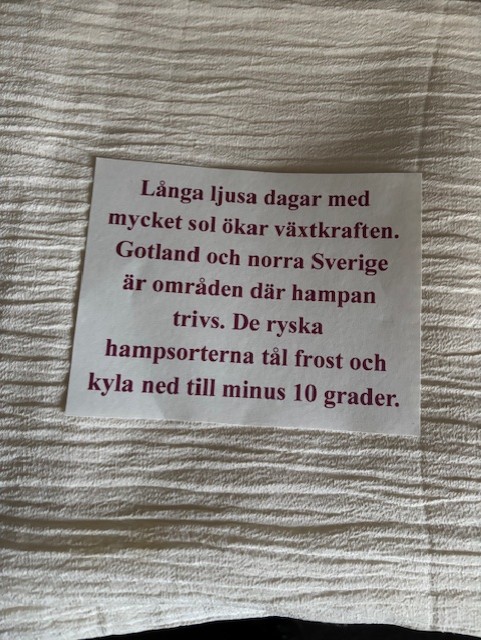 Långa ljusa dagar med
mycket sol ökar växtkraften.
Gotland och norra Sverige
är områden där hampan
trivs. De ryska
hampsorterna tål frost och
kyla ned till minus 10 grader.